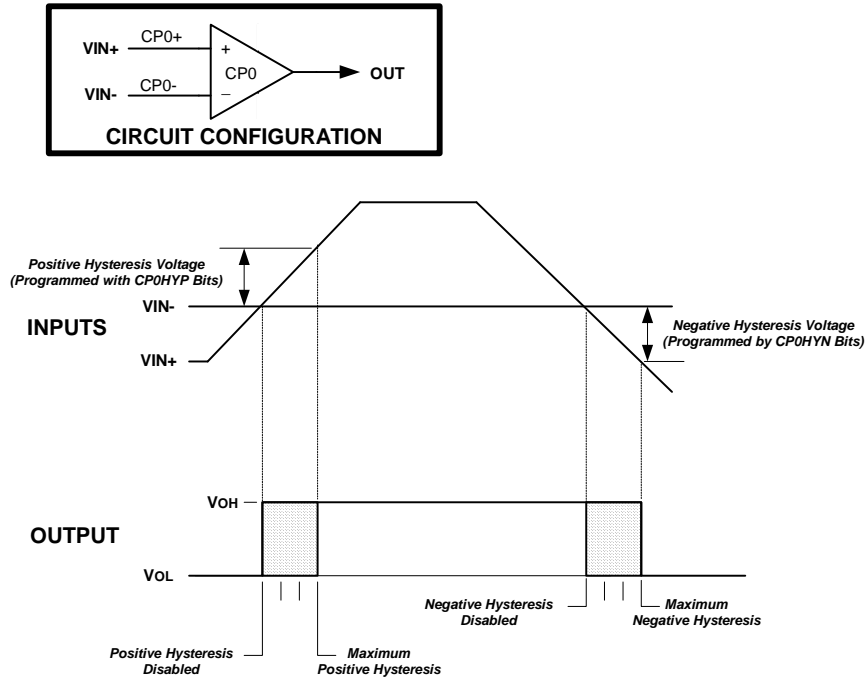 VIN+
CP0+
+
CP0
OUT
VIN-
CP0-
−
CIRCUIT CONFIGURATION
Positive Hysteresis Voltage
(Programmed with CP0HYP Bits)
VIN-
INPUTS
Negative Hysteresis Voltage
(Programmed by CP0HYN Bits)
VIN+
VOH
OUTPUT
VOL
Negative Hysteresis
Disabled
Maximum
Negative Hysteresis
Positive Hysteresis
Disabled
Maximum
Positive Hysteresis